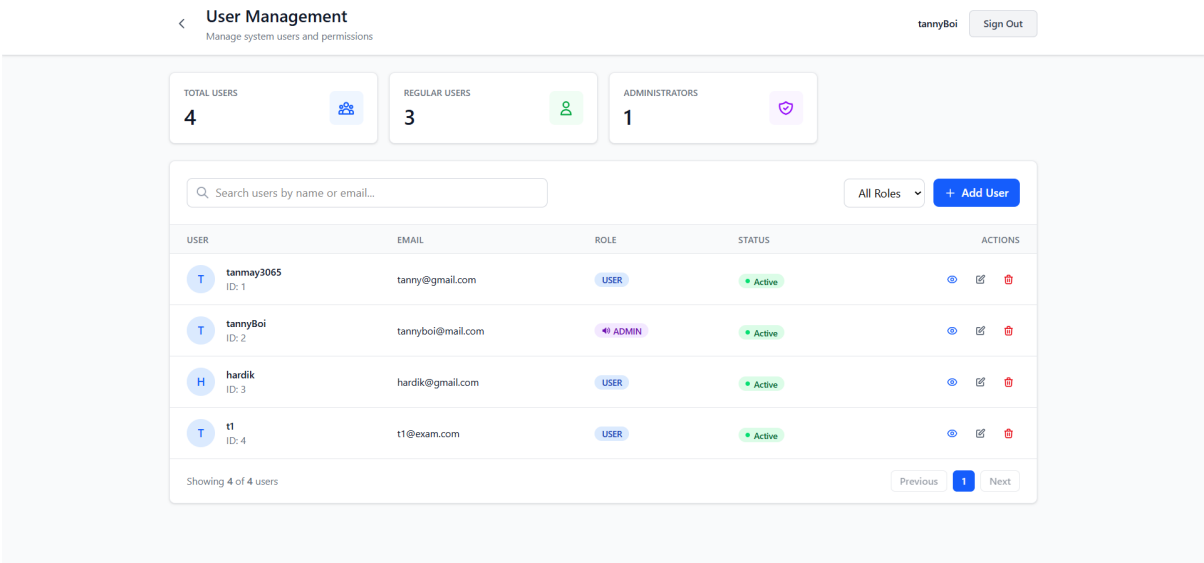 User Management
Manage system users and permissions
tannyBoi
Sign Out
TOTAL USERS
4
REGULAR USERS
3
ADMINISTRATORS
1
Search users by name or email...
All Roles
+ Add User
USER EMAIL ROLE STATUS ACTIONS
T
tanmay3065
ID: 1
tanny@gmail.com
USER
Active
T
tannyBoi
ID: 2
tannyboi@mail.com
ADMIN
Active
H
hardik
ID: 3
hardik@gmail.com
USER
Active
T
t1
ID: 4
t1@exam.com
USER
Active
Showing 4 of 4 users
Previous 1 Next